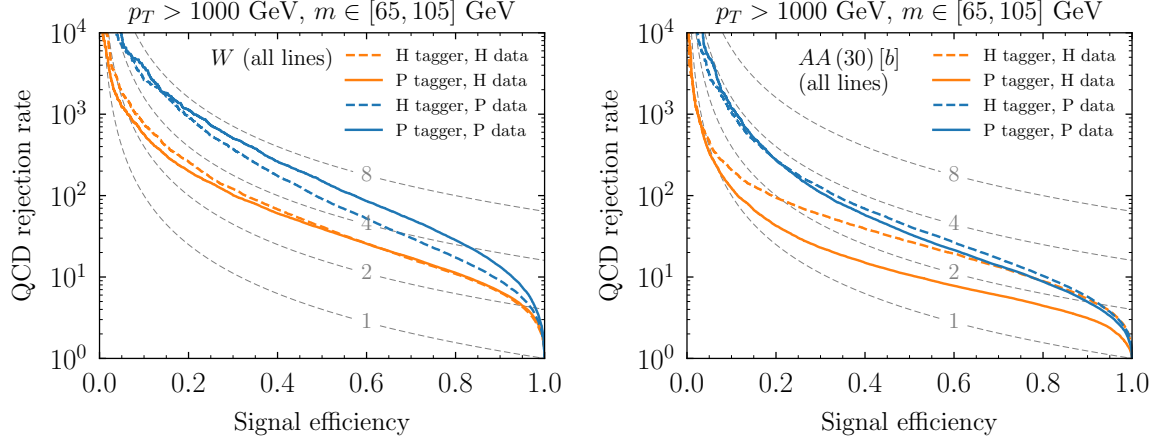 p_T > 1000 GeV, m ∈ [65, 105] GeV
QCD rejection rate
10^4
10^3
10^2
10^1
10^0
W (all lines)
H tagger, H data
P tagger, H data
H tagger, P data
P tagger, P data
8
4
2
1
0.0 0.2 0.4 0.6 0.8 1.0
Signal efficiency
p_T > 1000 GeV, m ∈ [65, 105] GeV
QCD rejection rate
10^4
10^3
10^2
10^1
10^0
AA (30) [b]
(all lines)
H tagger, H data
P tagger, H data
H tagger, P data
P tagger, P data
8
4
2
1
0.0 0.2 0.4 0.6 0.8 1.0
Signal efficiency